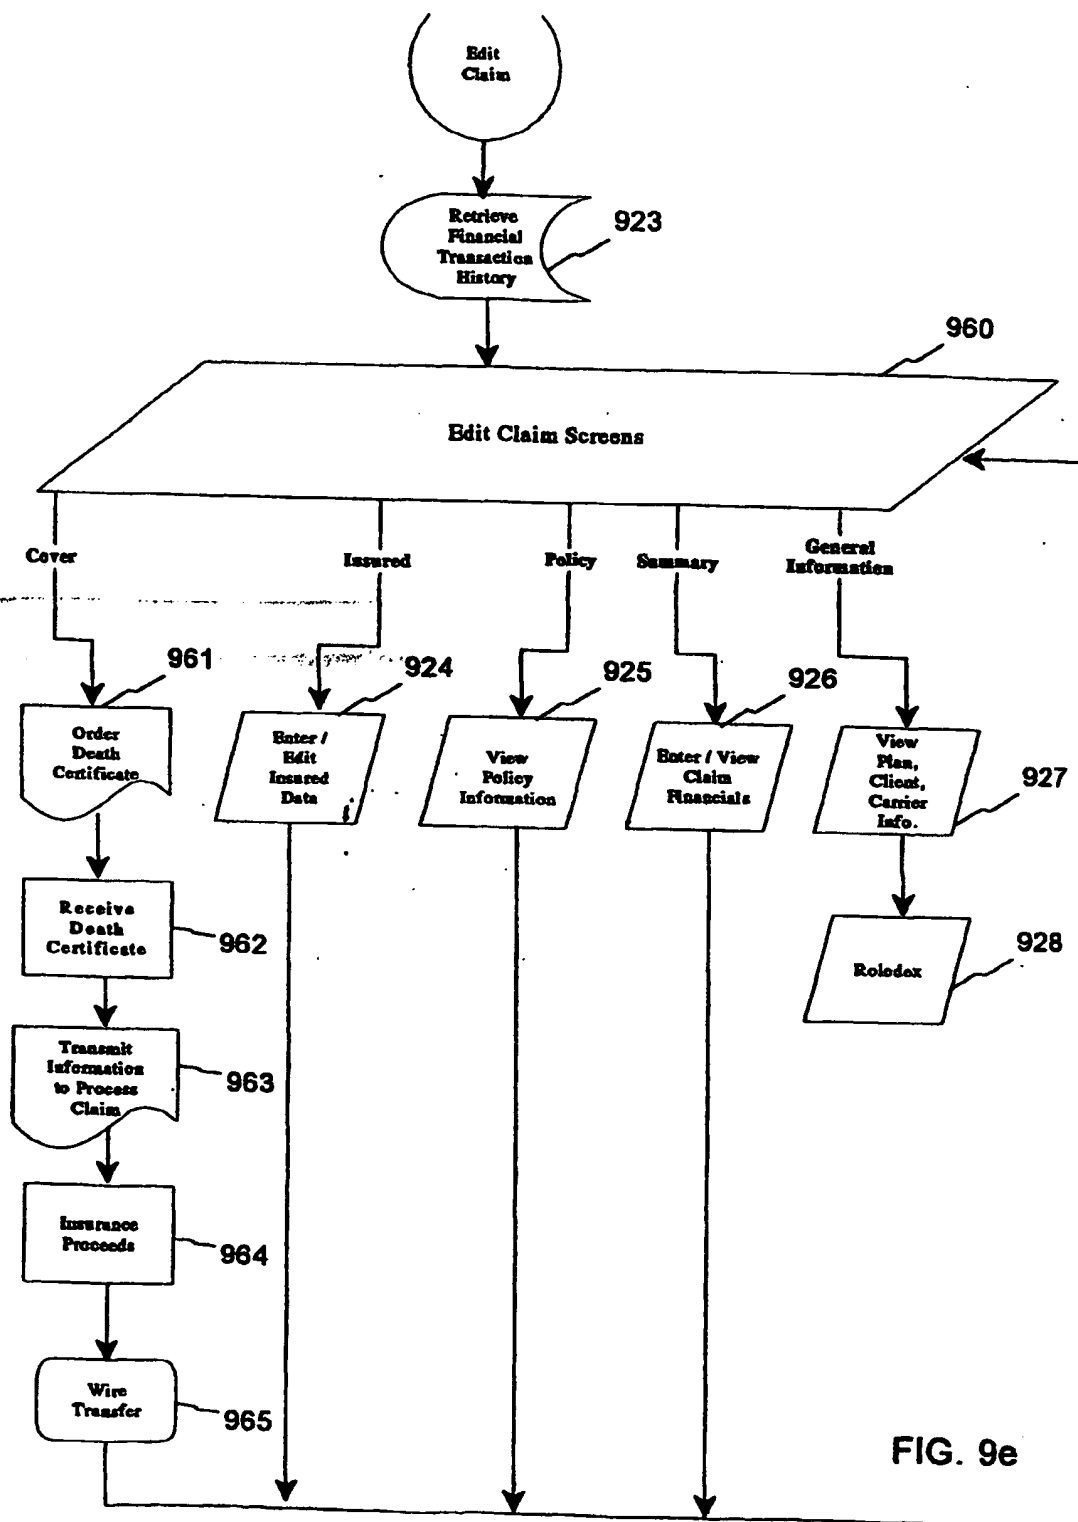 Edit
Claim
Retrieve
Financial
Transaction
History
923
960
Edit Claim Screens
Cover
Insured
Policy
Summary
General
Information
961
924
925
926
Order
Death
Certificate
Enter /
Edit
Insured
Data
View
Policy
Information
Enter / View
Claim
Financials
View
Plan,
Client,
Carrier
Info.
927
Receive
Death
Certificate
962
Rolodex
928
Transmit
Information
to Process
Claim
963
Insurance
Proceeds
964
Wire
Transfer
965
FIG. 9e